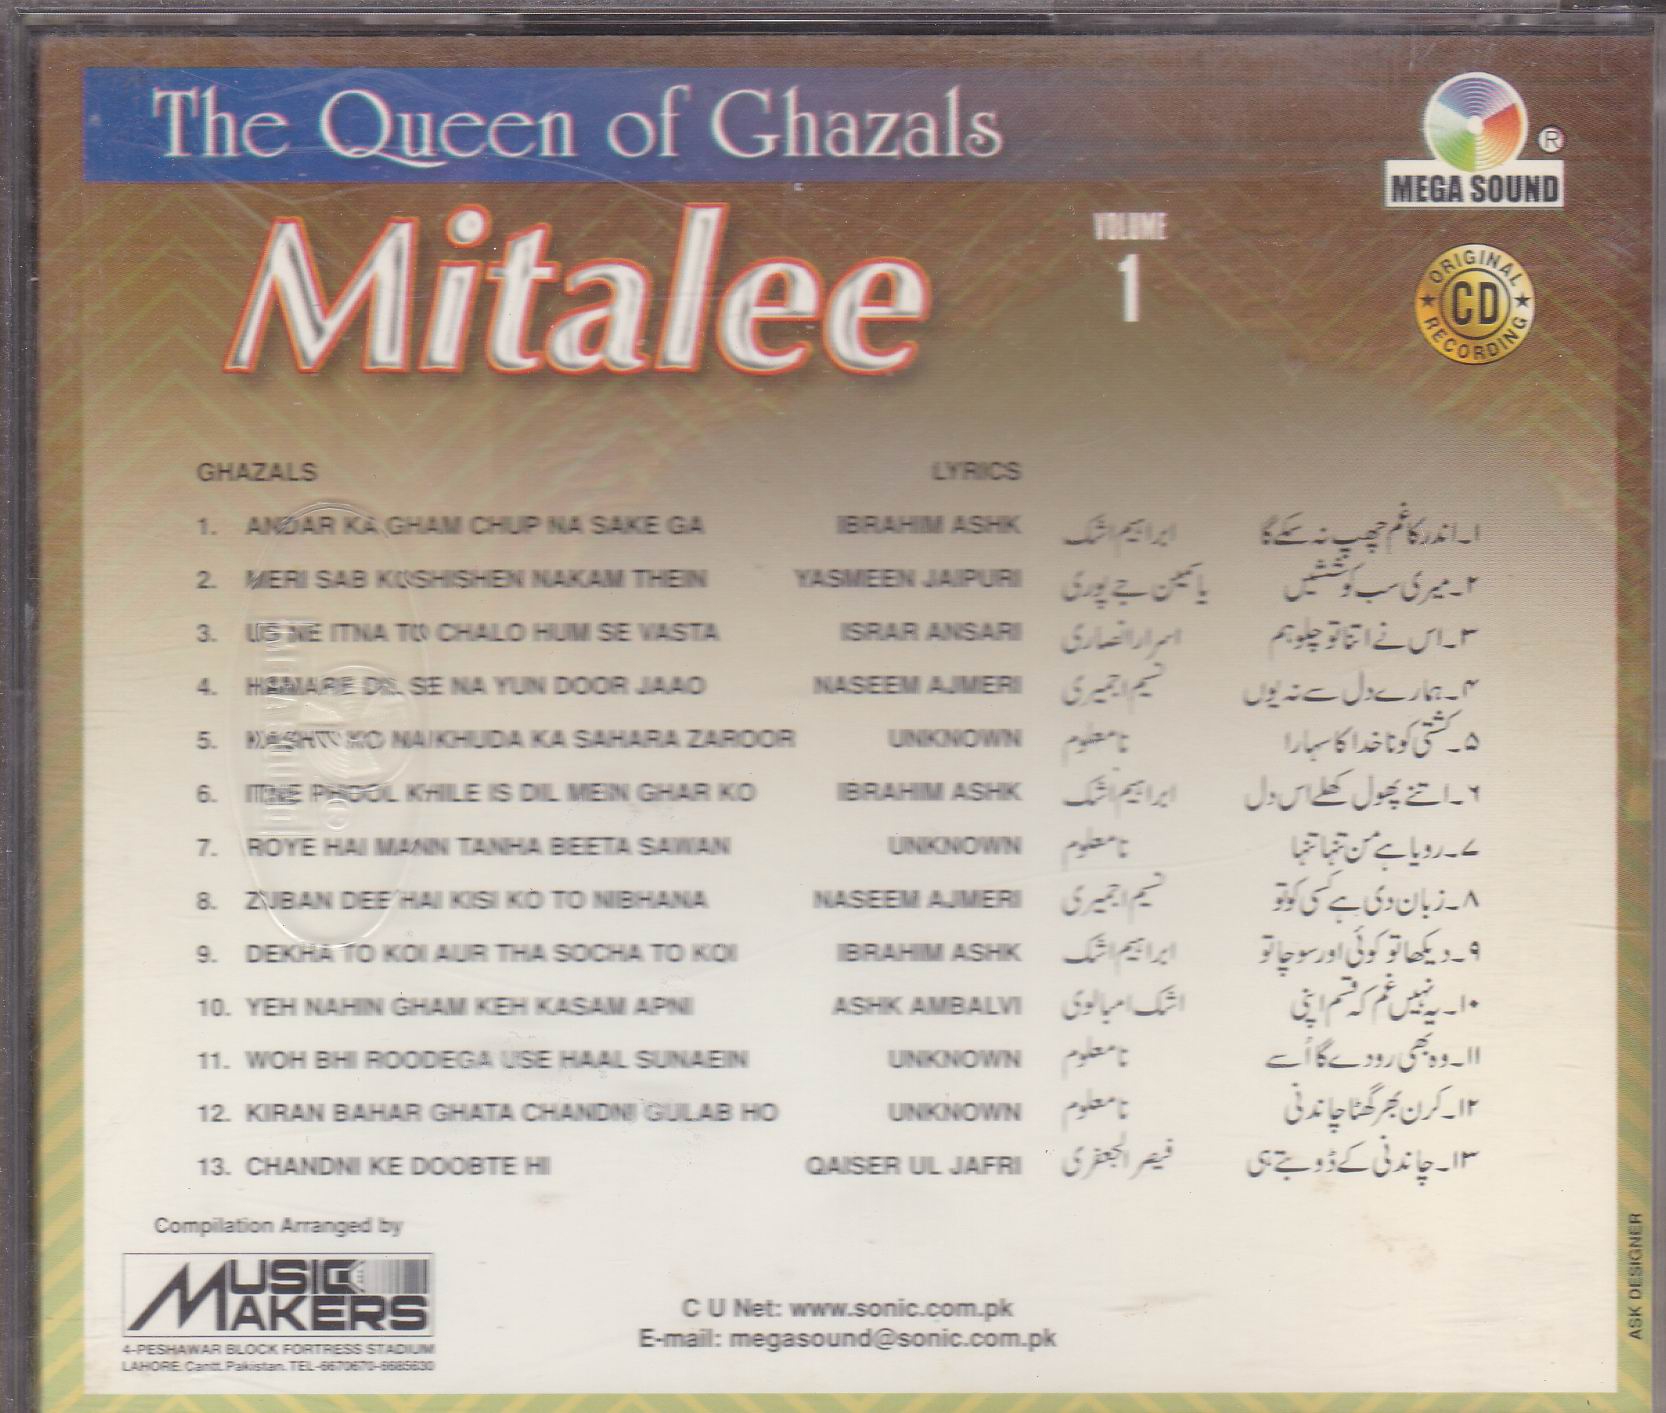 The Queen of Ghazals
MEGA SOUND ®
Mitalee
VOLUME
1
ORIGINAL CD RECORDING
GHAZALS LYRICS
1. ANDAR KA GHAM CHUP NA SAKE GA IBRAHIM ASHK ابراہیم اشک ۱۔اندر کا غم چھپ نہ سکے گا
2. MERI SAB KOSHISHEN NAKAM THEIN YASMEEN JAIPURI یاسمین جے پوری ۲۔میری سب کوششیں
3. US NE ITNA TO CHALO HUM SE VASTA ISRAR ANSARI اسرار انصاری ۳۔اس نے اتنا تو چلو ہم
4. HAMARE DIL SE NA YUN DOOR JAAO NASEEM AJMERI نسیم اجمیری ۴۔ہمارے دل سے نہ یوں
5. KASHTI KO NAIKHUDA KA SAHARA ZAROOR UNKNOWN نامعلوم ۵۔کشتی کو ناخدا کا سہارا
6. ITNE PHOOL KHILE IS DIL MEIN GHAR KO IBRAHIM ASHK ابراہیم اشک ۶۔اتنے پھول کھلے اس دل
7. ROYE HAI MANN TANHA BEETA SAWAN UNKNOWN نامعلوم ۷۔رویا ہے من تنہا تنہا
8. ZUBAN DEE HAI KISI KO TO NIBHANA NASEEM AJMERI نسیم اجمیری ۸۔زبان دی ہے کسی کو تو
9. DEKHA TO KOI AUR THA SOCHA TO KOI IBRAHIM ASHK ابراہیم اشک ۹۔دیکھا تو کوئی اور سوچا تو
10. YEH NAHIN GHAM KEH KASAM APNI ASHK AMBALVI اشک امبالوی ۱۰۔یہ نہیں غم کہ قسم اپنی
11. WOH BHI ROODEGA USE HAAL SUNAEIN UNKNOWN نامعلوم ۱۱۔وہ بھی رودے گا اُسے
12. KIRAN BAHAR GHATA CHANDNI GULAB HO UNKNOWN نامعلوم ۱۲۔کرن بھر گھٹا چاندنی
13. CHANDNI KE DOOBTE HI QAISER UL JAFRI قیصر الجعفری ۱۳۔چاندنی کے ڈوبتے ہی
Compilation Arranged by
MUSIC MAKERS
4-PESHAWAR BLOCK FORTRESS STADIUM
LAHORE. Cantt. Pakistan. TEL-6670670-6685630
C U Net: www.sonic.com.pk
E-mail: megasound@sonic.com.pk
ASK DESIGNER